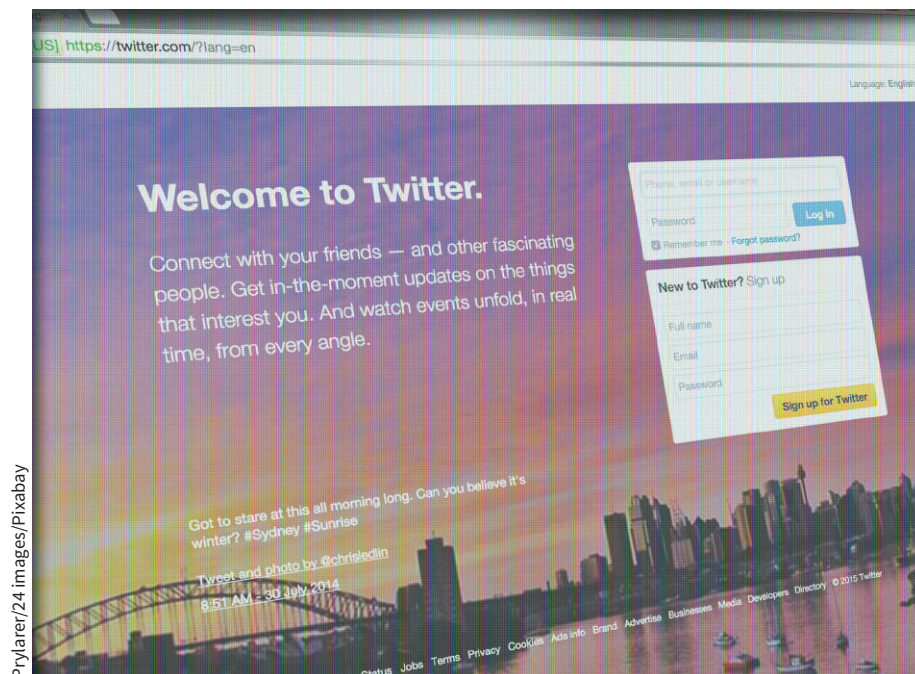 US] https://twitter.com/?lang=en
Language: English
Welcome to Twitter.
Connect with your friends — and other fascinating
people. Get in-the-moment updates on the things
that interest you. And watch events unfold, in real
time, from every angle.
Phone, email or username
Password
Log In
Remember me · Forgot password?
New to Twitter? Sign up
Full name
Email
Password
Sign up for Twitter
Got to stare at this all morning long. Can you believe it's
winter? #Sydney #Sunrise
Tweet and photo by @chrisledlin
8:51 AM - 30 July 2014
Status Jobs Terms Privacy Cookies Ads info Brand Advertise Businesses Media Developers Directory © 2015 Twitter
Prylarer/24 images/Pixabay